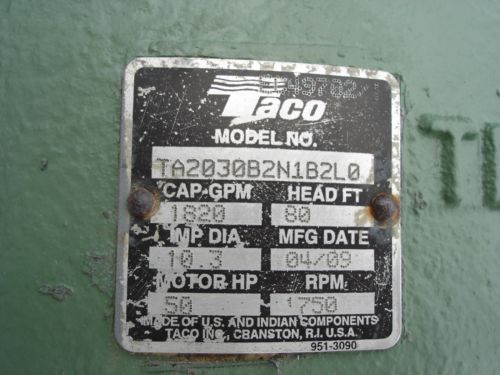 Taco
MODEL NO.
TA2030B2N1B2L0
CAP-GPM HEAD FT
1820 80
IMP DIA MFG DATE
10.3 04/09
MOTOR HP RPM
50 1750
MADE OF U.S. AND INDIAN COMPONENTS
TACO INC., CRANSTON, R.I. U.S.A.
951-3090